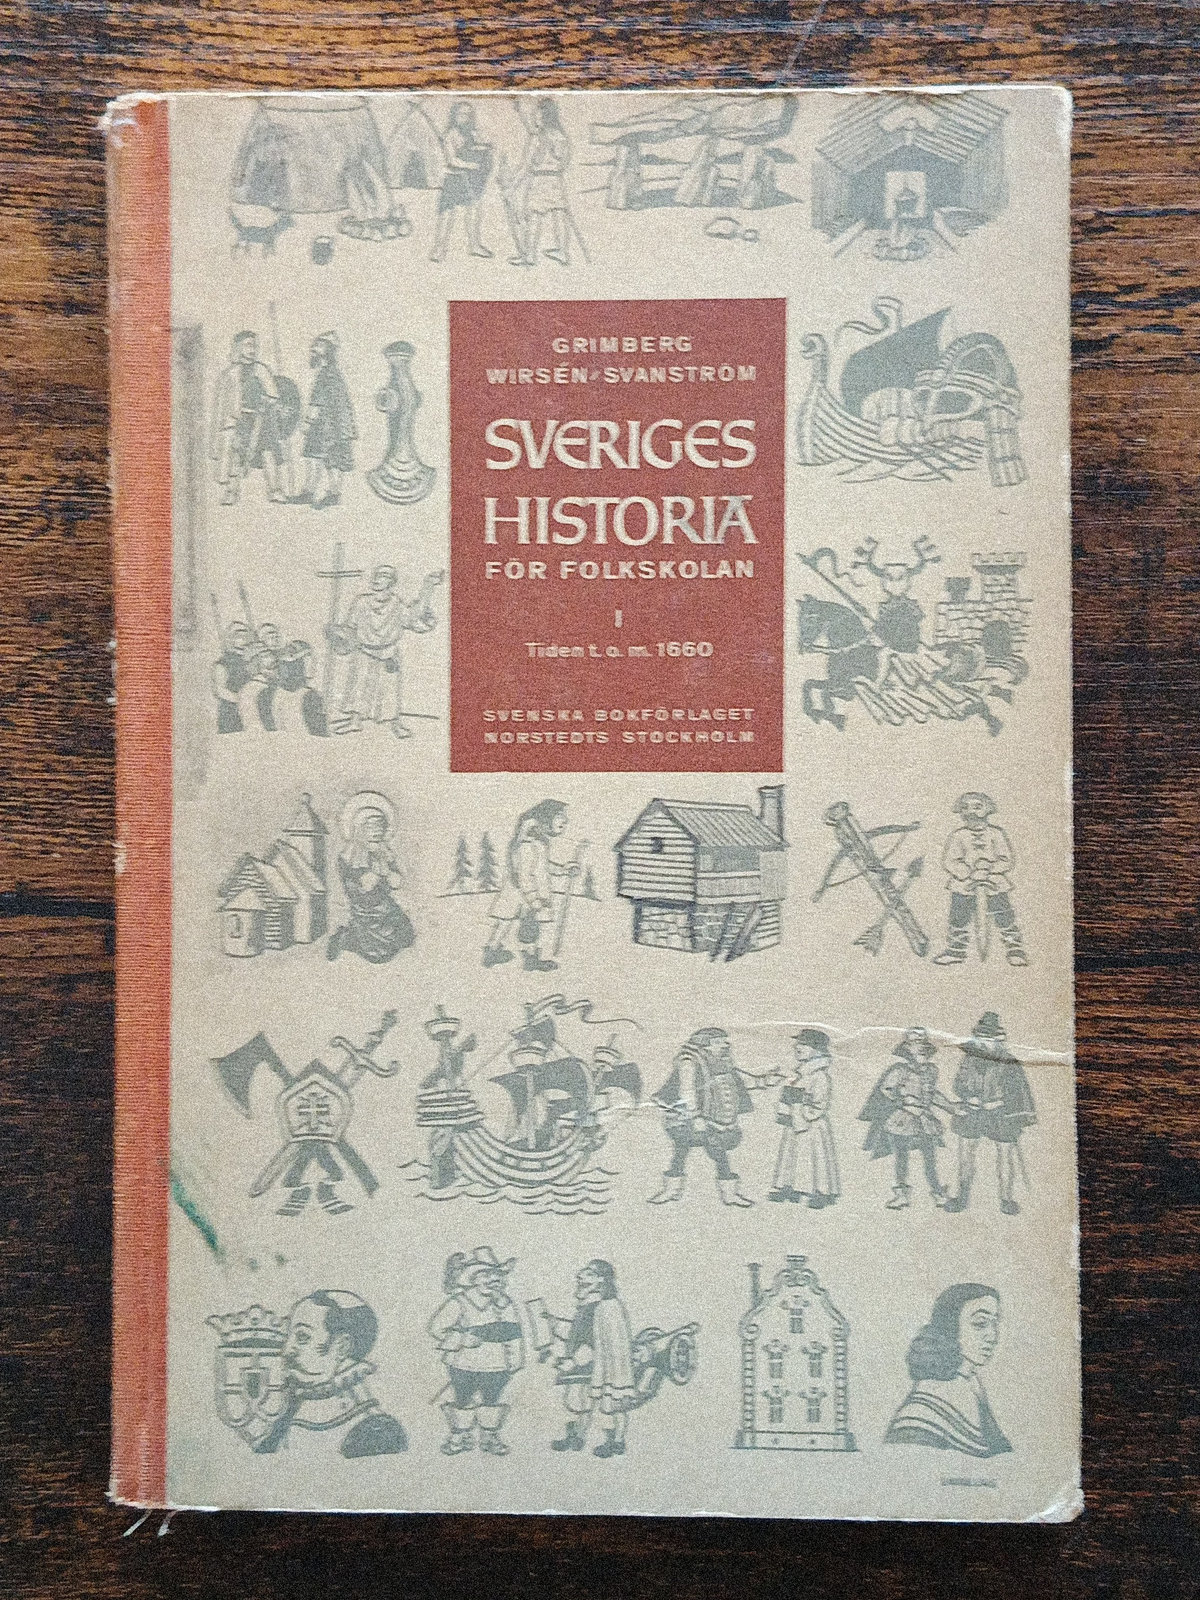 GRIMBERG
WIRSÉN-SVANSTRÖM
SVERIGES
HISTORIA
FÖR FOLKSKOLAN
I
Tiden t. o. m. 1660
SVENSKA BOKFÖRLAGET
NORSTEDTS STOCKHOLM